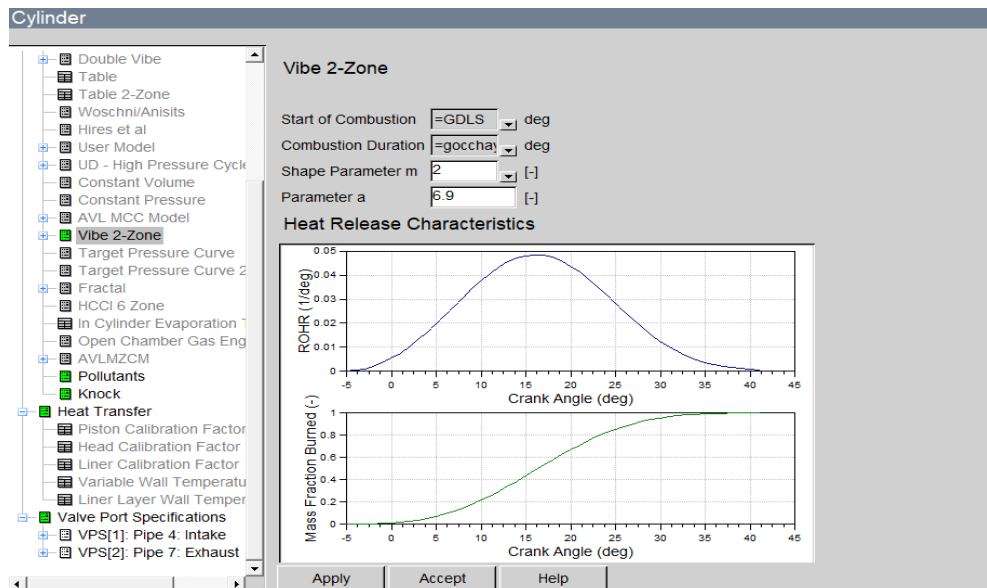 Cylinder
Double Vibe
Table
Table 2-Zone
Woschni/Anisits
Hires et al
User Model
UD - High Pressure Cycle
Constant Volume
Constant Pressure
AVL MCC Model
Vibe 2-Zone
Target Pressure Curve
Target Pressure Curve 2
Fractal
HCCI 6 Zone
In Cylinder Evaporation T
Open Chamber Gas Eng
AVLMZCM
Pollutants
Knock
Heat Transfer
Piston Calibration Factor
Head Calibration Factor
Liner Calibration Factor
Variable Wall Temperatu
Liner Layer Wall Temper
Valve Port Specifications
VPS[1]: Pipe 4: Intake
VPS[2]: Pipe 7: Exhaust
Vibe 2-Zone
Start of Combustion =GDLS deg
Combustion Duration =gocchay deg
Shape Parameter m 2 [-]
Parameter a 6.9 [-]
Heat Release Characteristics
ROHR (1/deg)
0.05
0.04
0.03
0.02
0.01
0
-5 0 5 10 15 20 25 30 35 40 45
Crank Angle (deg)
Mass Fraction Burned (-)
1
0.8
0.6
0.4
0.2
0
-5 0 5 10 15 20 25 30 35 40 45
Crank Angle (deg)
Apply Accept Help